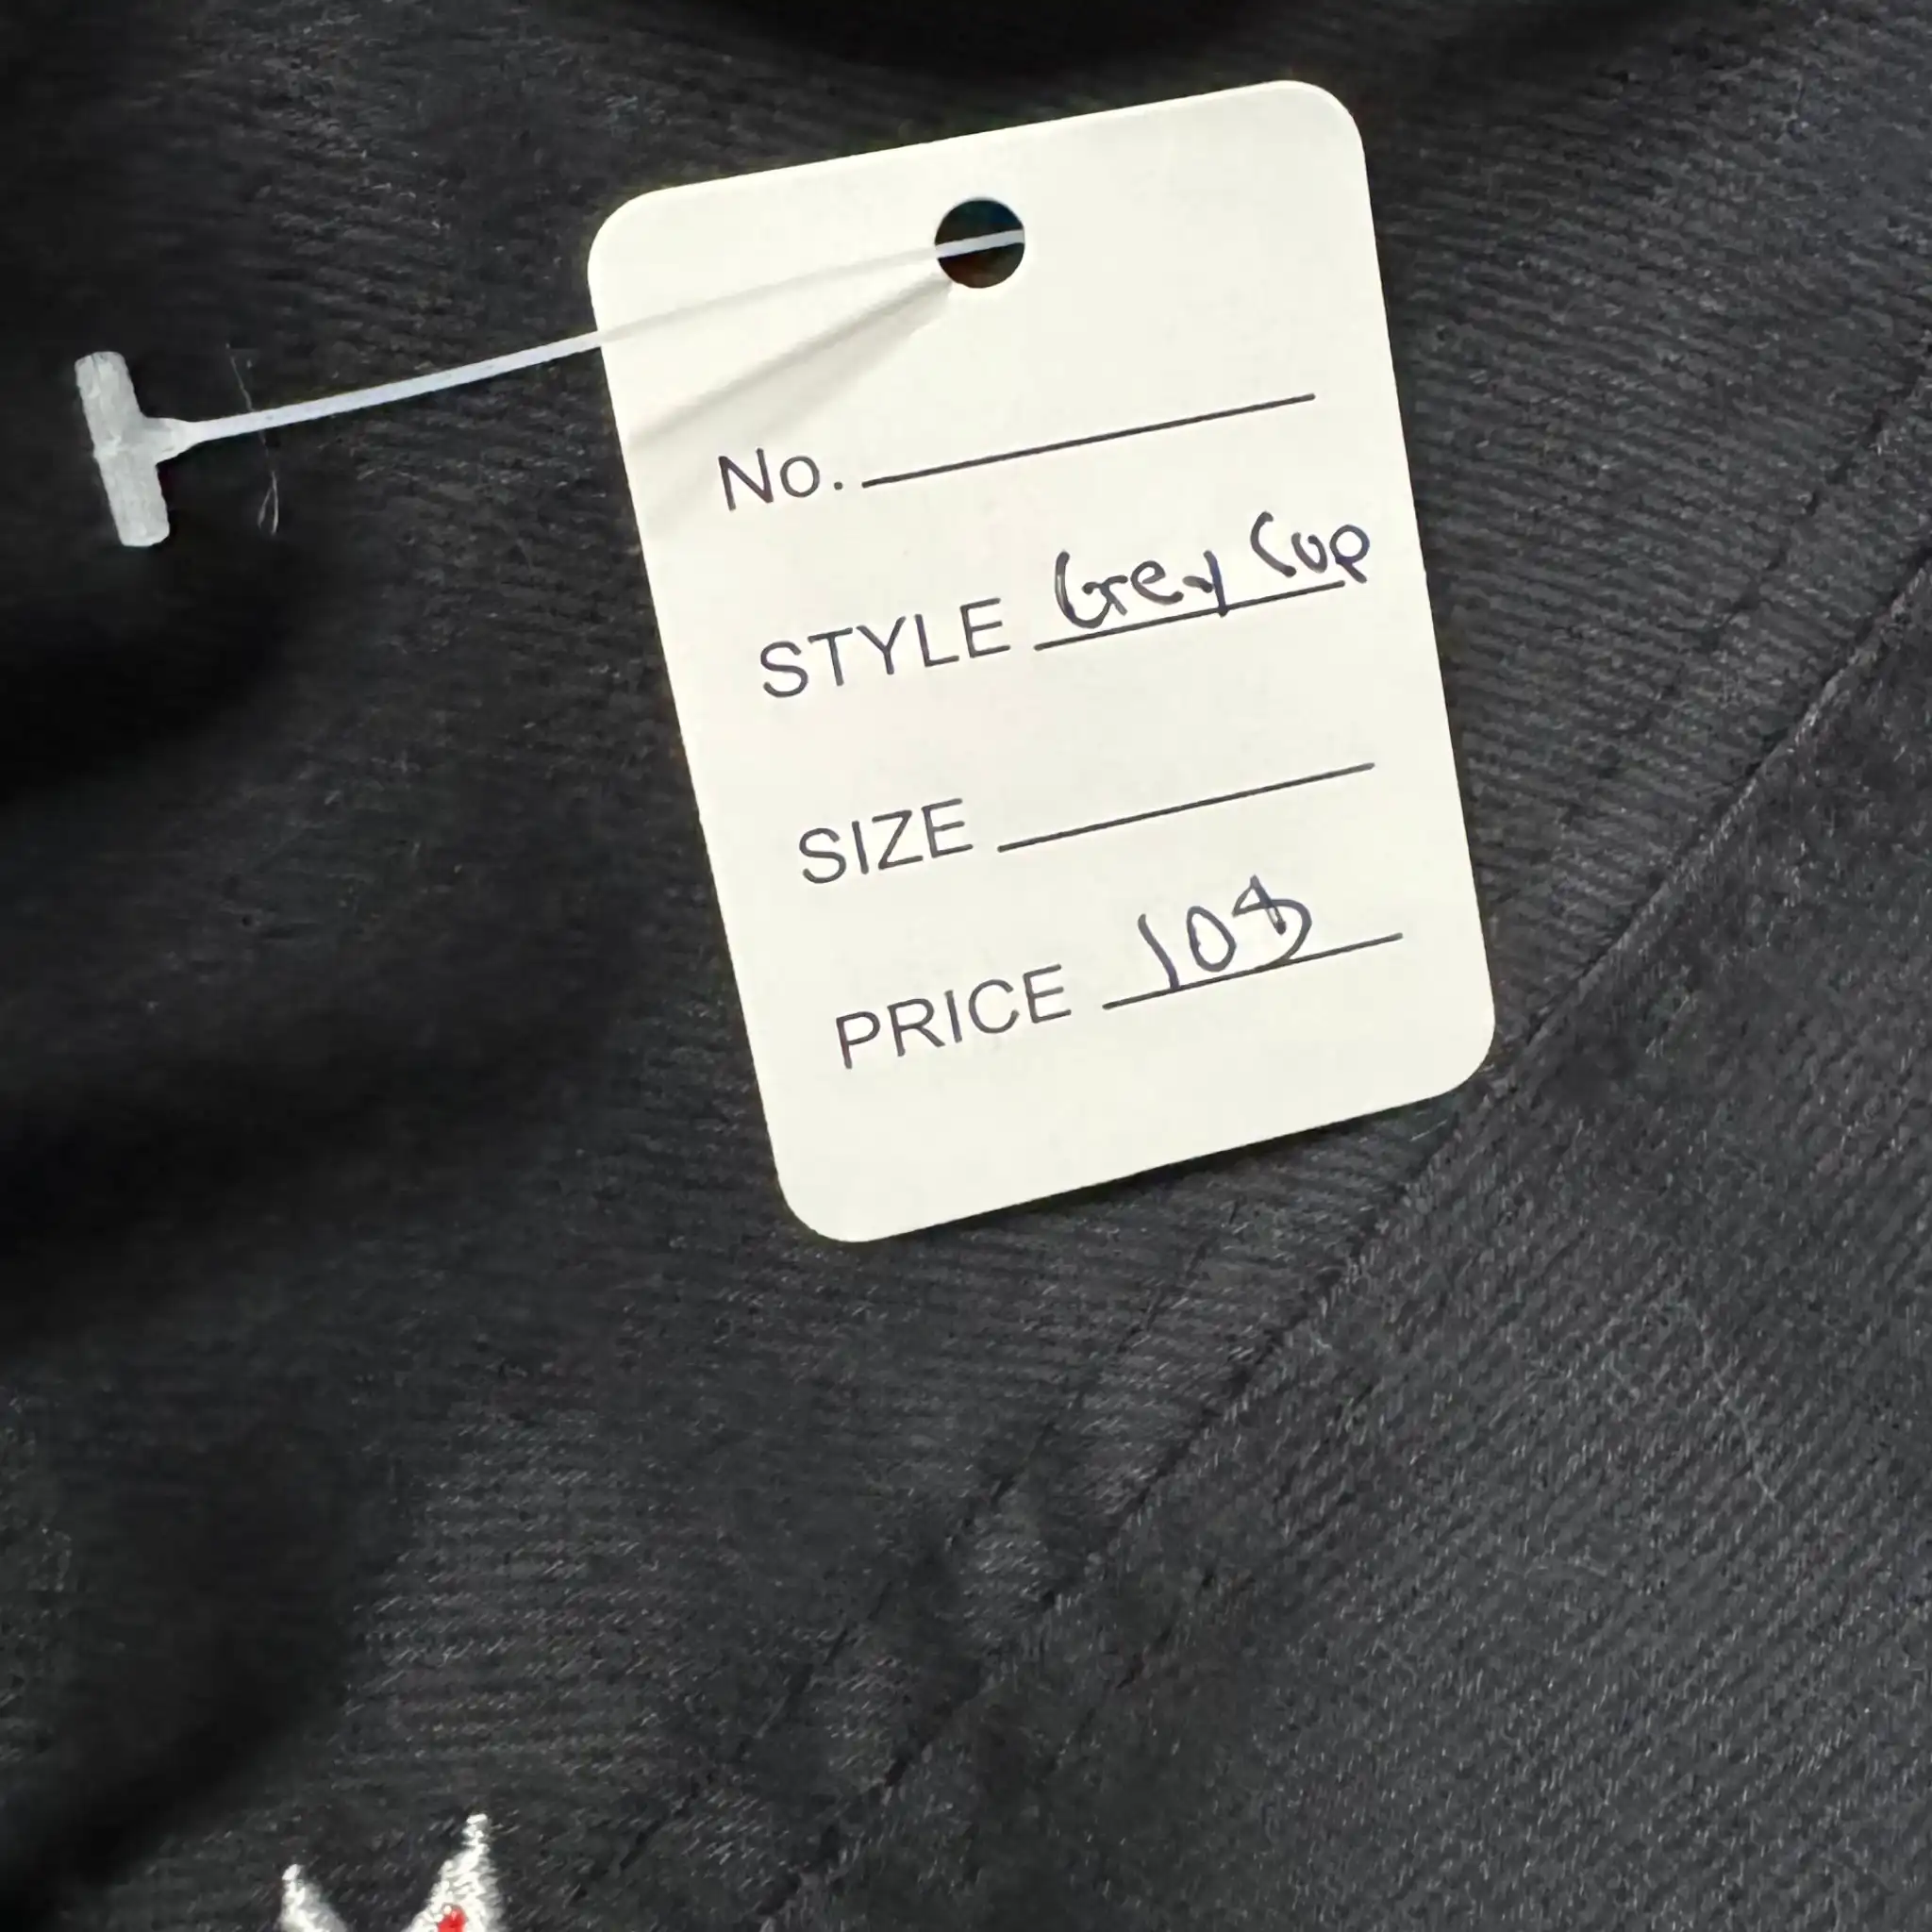 No.
STYLE Grey Cup
SIZE
PRICE 10$